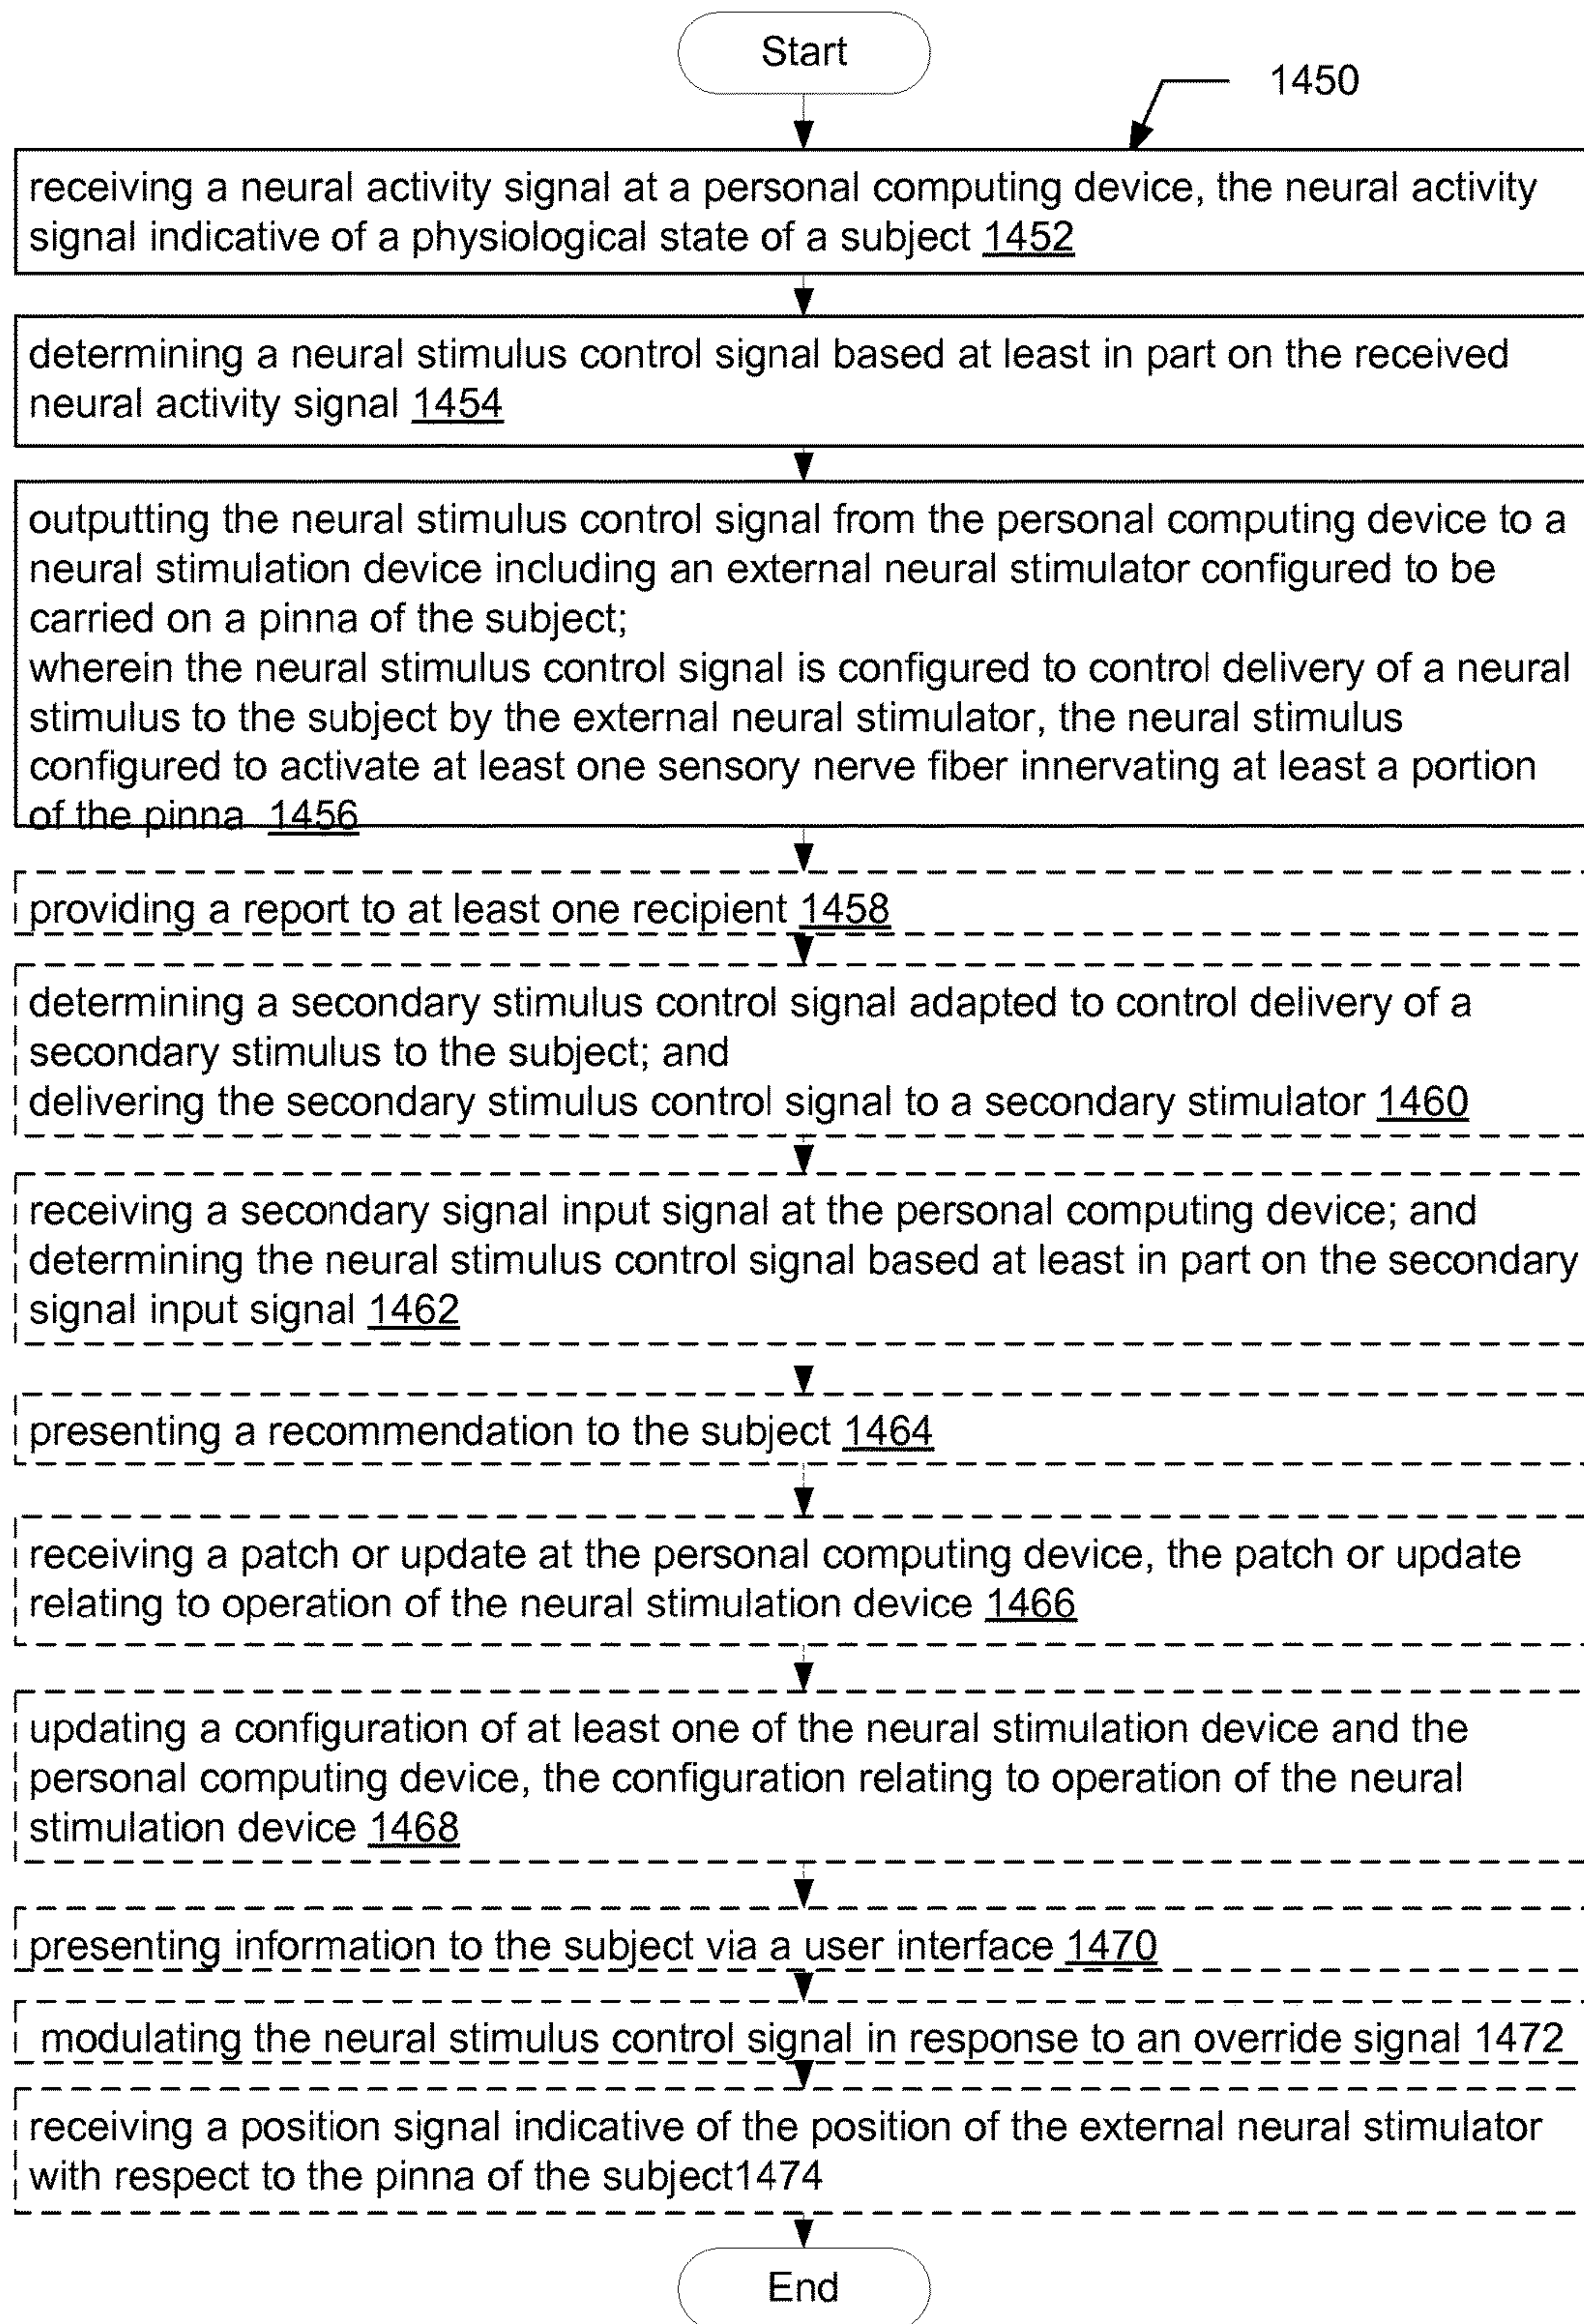 Start
1450
receiving a neural activity signal at a personal computing device, the neural activity
signal indicative of a physiological state of a subject 1452
determining a neural stimulus control signal based at least in part on the received
neural activity signal 1454
outputting the neural stimulus control signal from the personal computing device to a
neural stimulation device including an external neural stimulator configured to be
carried on a pinna of the subject;
wherein the neural stimulus control signal is configured to control delivery of a neural
stimulus to the subject by the external neural stimulator, the neural stimulus
configured to activate at least one sensory nerve fiber innervating at least a portion
of the pinna 1456
providing a report to at least one recipient 1458
determining a secondary stimulus control signal adapted to control delivery of a
secondary stimulus to the subject; and
delivering the secondary stimulus control signal to a secondary stimulator 1460
receiving a secondary signal input signal at the personal computing device; and
determining the neural stimulus control signal based at least in part on the secondary
signal input signal 1462
presenting a recommendation to the subject 1464
receiving a patch or update at the personal computing device, the patch or update
relating to operation of the neural stimulation device 1466
updating a configuration of at least one of the neural stimulation device and the
personal computing device, the configuration relating to operation of the neural
stimulation device 1468
presenting information to the subject via a user interface 1470
modulating the neural stimulus control signal in response to an override signal 1472
receiving a position signal indicative of the position of the external neural stimulator
with respect to the pinna of the subject1474
End